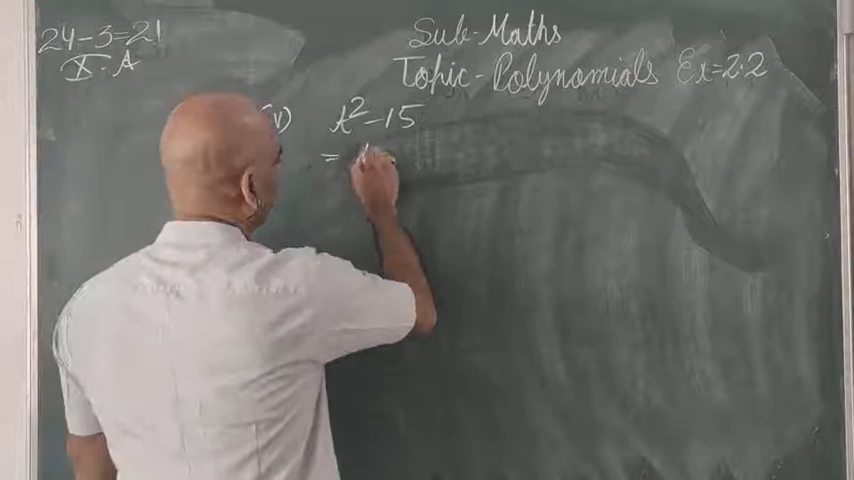 24-3=21
X-A
Sub-Maths
Topic-Polynomials Ex=2.2
(v) t²-15
=